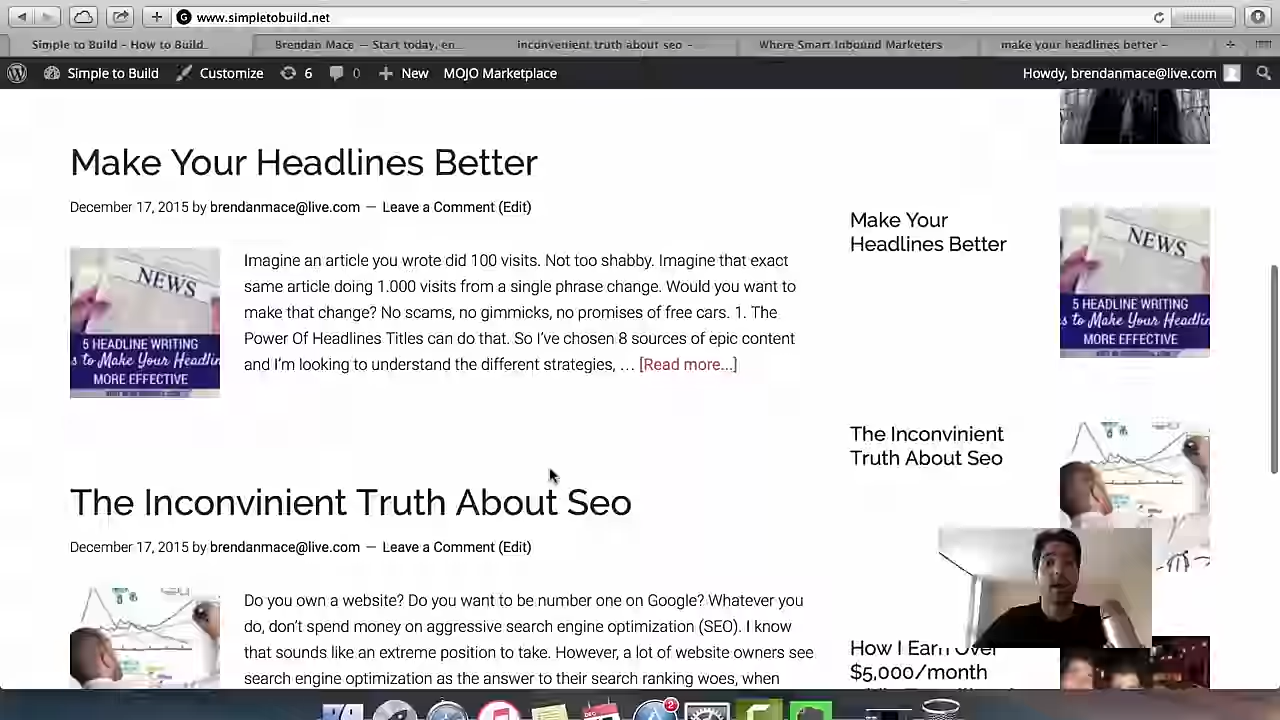 www.simpletobuild.net
Simple to Build - How to Build...
Brendan Mace — Start today, en...
inconvenient truth about seo - ...
Where Smart Inbound Marketers
make your headlines better - ...
Simple to Build
Customize
6
0
New
MOJO Marketplace
Howdy, brendanmace@live.com
Make Your Headlines Better
December 17, 2015 by brendanmace@live.com — Leave a Comment (Edit)
NEWS
5 HEADLINE WRITING
s to Make Your Headlin
MORE EFFECTIVE
Imagine an article you wrote did 100 visits. Not too shabby. Imagine that exact
same article doing 1.000 visits from a single phrase change. Would you want to
make that change? No scams, no gimmicks, no promises of free cars. 1. The
Power Of Headlines Titles can do that. So I've chosen 8 sources of epic content
and I'm looking to understand the different strategies, … [Read more...]
The Inconvinient Truth About Seo
December 17, 2015 by brendanmace@live.com — Leave a Comment (Edit)
Do you own a website? Do you want to be number one on Google? Whatever you
do, don't spend money on aggressive search engine optimization (SEO). I know
that sounds like an extreme position to take. However, a lot of website owners see
search engine optimization as the answer to their search ranking woes, when
Make Your
Headlines Better
NEWS
5 HEADLINE WRITING
s to Make Your Headlin
MORE EFFECTIVE
The Inconvinient
Truth About Seo
How I Earn Over
$5,000/month
2